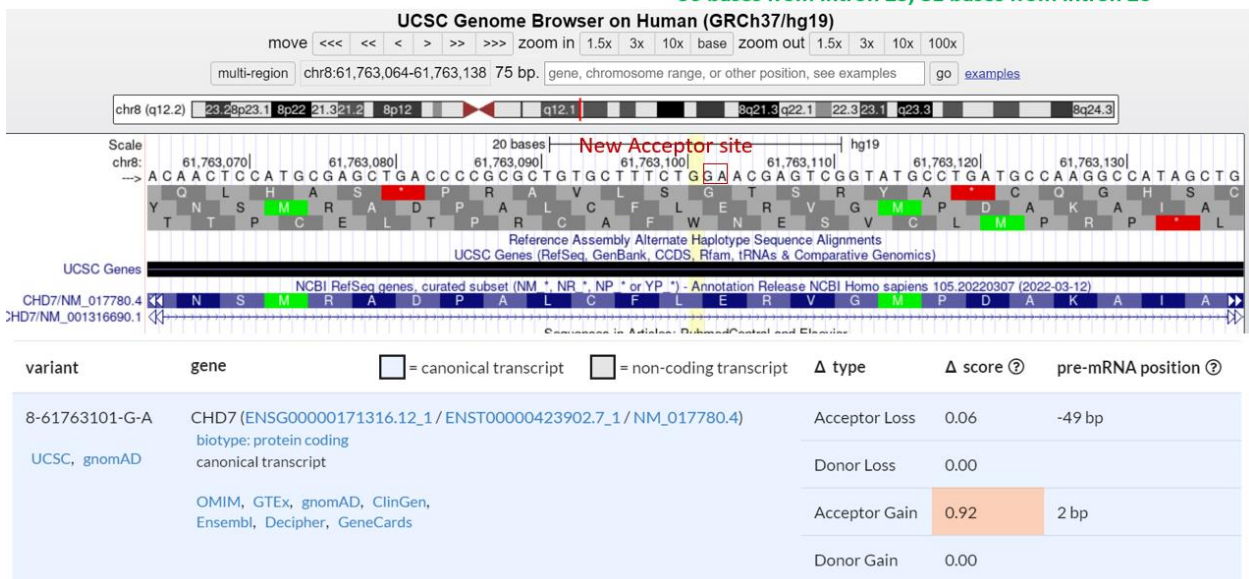 UCSC Genome Browser on Human (GRCh37/hg19)
move <<< << < > >> >>> zoom in 1.5x 3x 10x base zoom out 1.5x 3x 10x 100x
multi-region chr8:61,763,064-61,763,138 75 bp. gene, chromosome range, or other position, see examples go examples
chr8 (q12.2) 23.2 8p23.1 8p22 21.3 21.2 8p12 q12.1 8q21.3 q22.1 22.3 23.1 q23.3 8q24.3
Scale 20 bases New Acceptor site hg19
chr8: 61,763,070 61,763,080 61,763,090 61,763,100 61,763,110 61,763,120 61,763,130
---> A C A A C T C C A T G C G A G C T G A C C C C G C G C T G T G C T T T C T G G A A C G A G T C G G T A T G C C T G A T G C C A A G G C C A T A G C T G
Q L H A S * P R A V L S G T S R Y A * C Q G H S C
Y N S M R A D P A L C F L E R V G M P D A K A I A
T T P C E L T P R C A F W N E S V C L M P R P * L
Reference Assembly Alternate Haplotype Sequence Alignments
UCSC Genes (RefSeq, GenBank, CCDS, Rfam, tRNAs & Comparative Genomics)
UCSC Genes
NCBI RefSeq genes, curated subset (NM_*, NR_*, NP_* or YP_*) - Annotation Release NCBI Homo sapiens 105.20220307 (2022-03-12)
CHD7/NM_017780.4 N S M R A D P A L C F L E R V G M P D A K A I A
CHD7/NM_001316690.1
variant gene = canonical transcript = non-coding transcript Δ type Δ score ? pre-mRNA position ?
8-61763101-G-A CHD7 (ENSG00000171316.12_1 / ENST00000423902.7_1 / NM_017780.4) Acceptor Loss 0.06 -49 bp
biotype: protein coding
UCSC, gnomAD canonical transcript Donor Loss 0.00
OMIM, GTEx, gnomAD, ClinGen, Acceptor Gain 0.92 2 bp
Ensembl, Decipher, GeneCards
Donor Gain 0.00